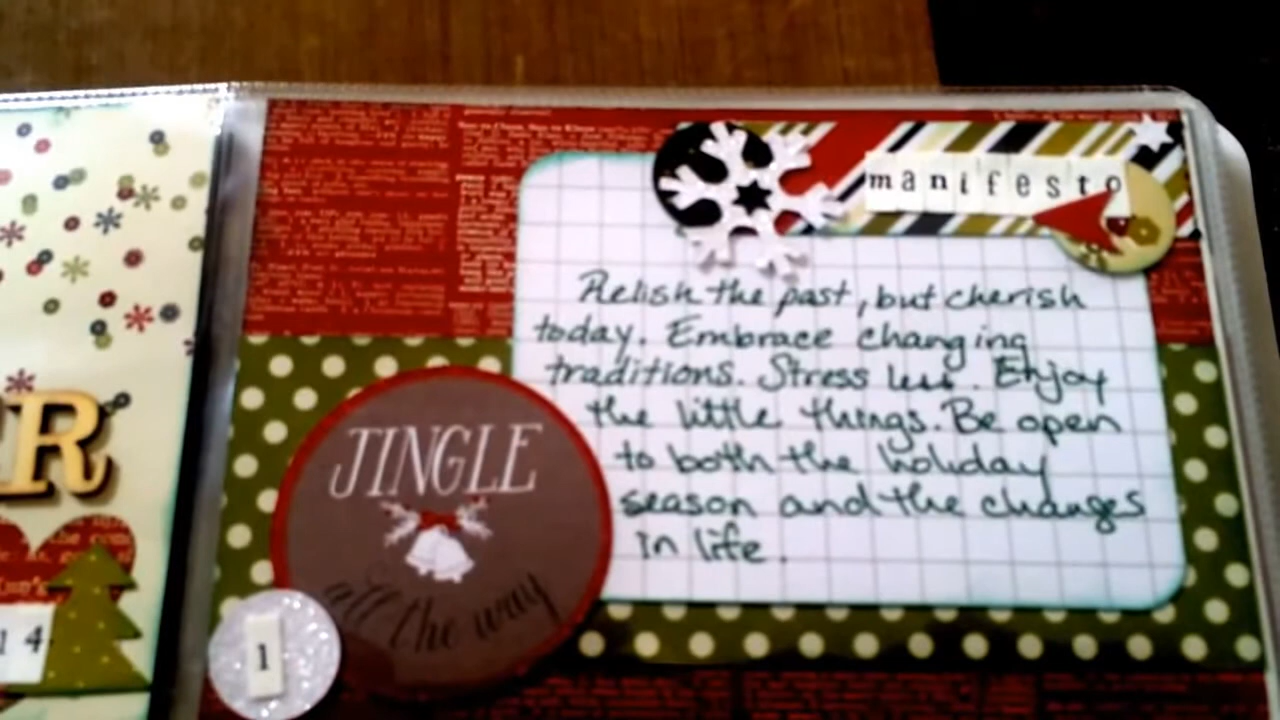 manifesto
Relish the past, but cherish
today. Embrace changing
traditions. Stress less. Enjoy
the little things. Be open
to both the holiday
season and the changes
in life.
JINGLE
all the way
1
R
14